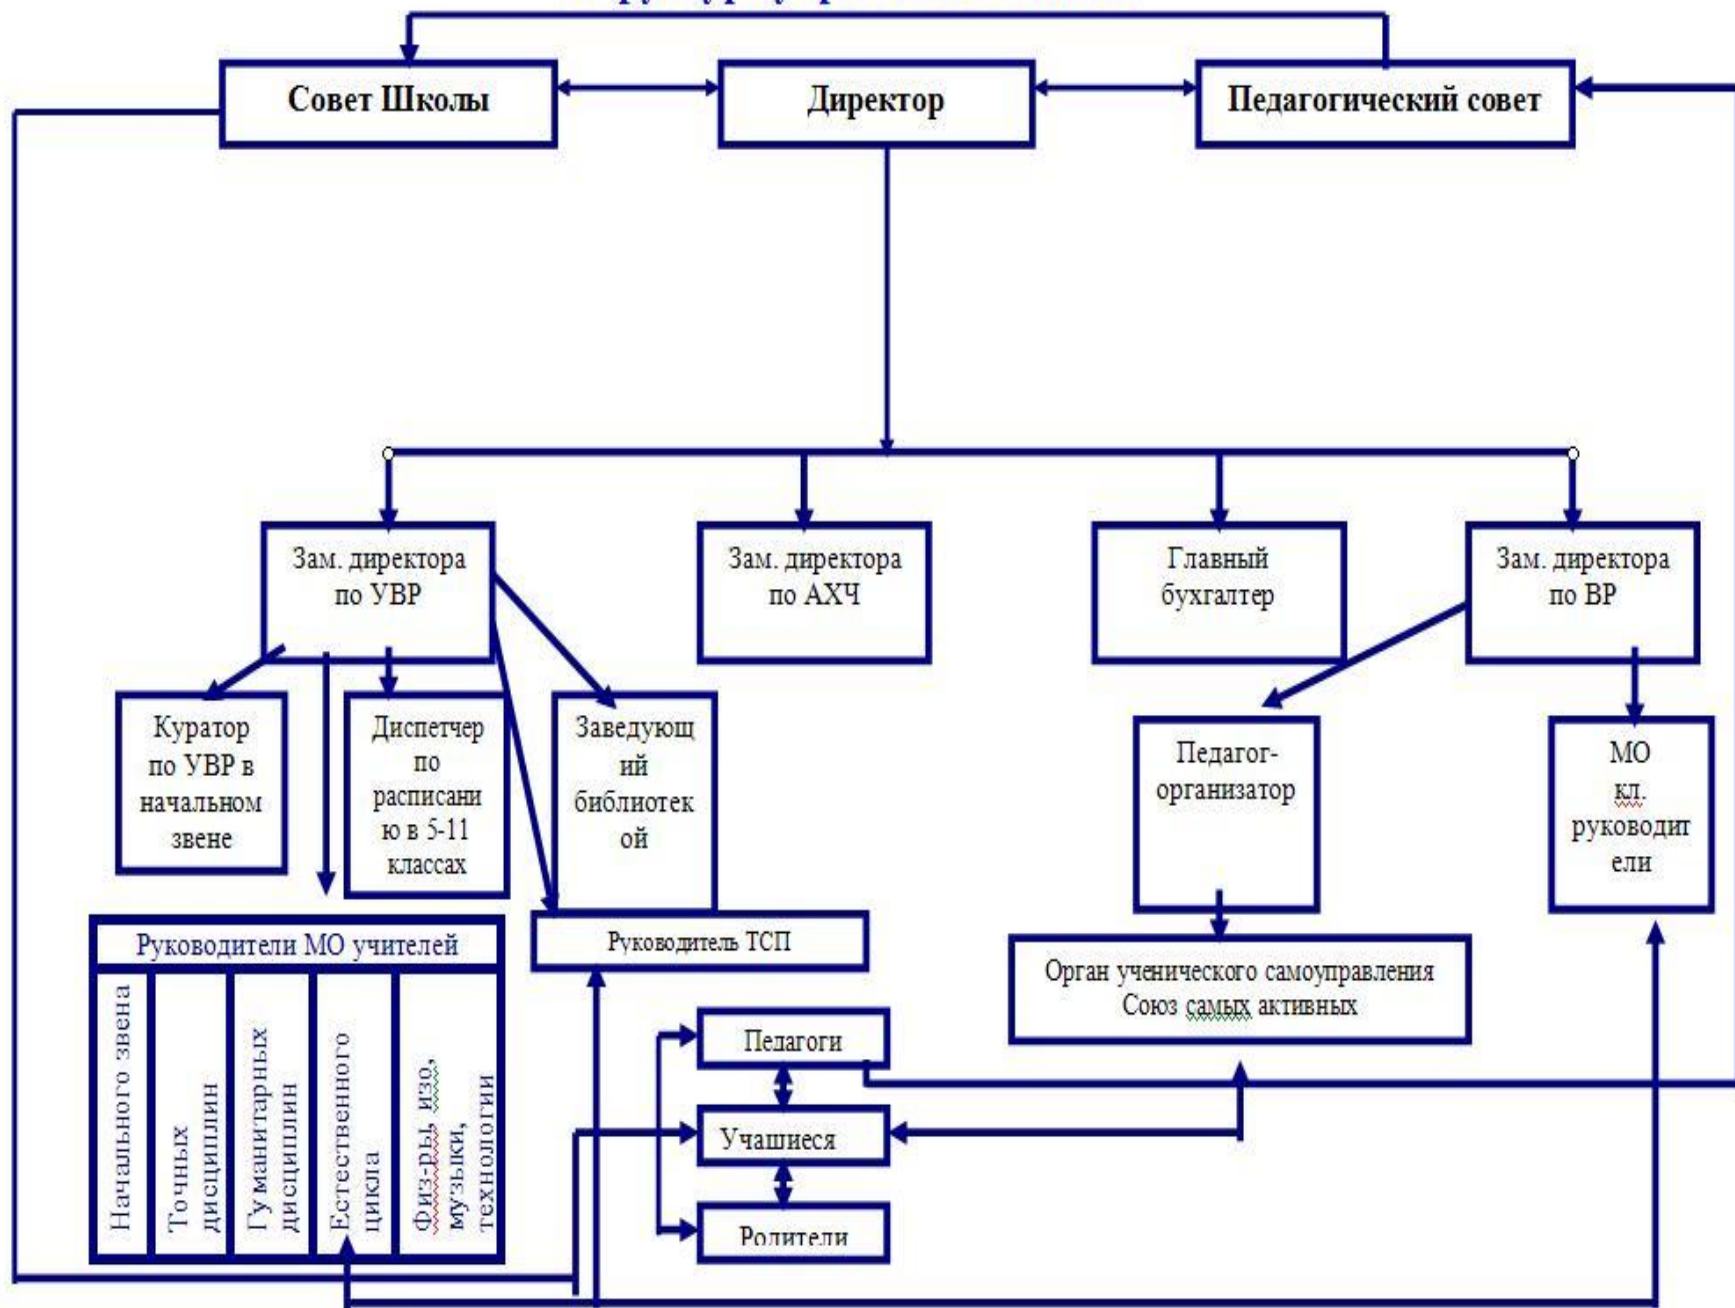 Совет Школы
Директор
Педагогический совет
Зам. директора
по УВР
Зам. директора
по АХЧ
Главный
бухгалтер
Зам. директора
по ВР
Куратор
по УВР в
начальном
звене
Диспетчер
по
расписани
ю в 5-11
классах
Заведующ
ий
библиотек
ой
Педагог-
организатор
МО
кл.
руководит
ели
Руководители МО учителей
Начального звена
Точных
дисциплин
Гуманитарных
дисциплин
Естественного
цикла
Физ-ры, изо,
музыки,
технологии
Руководитель ТСП
Орган ученического самоуправления
Союз самых активных
Педагоги
Учашиеся
Родители